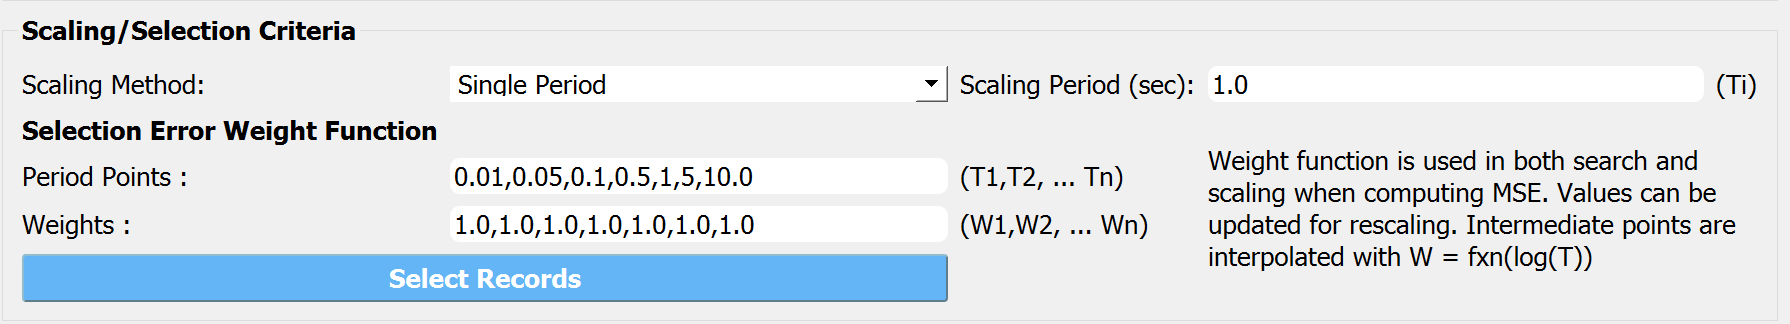 Scaling/Selection Criteria
Scaling Method: Single Period Scaling Period (sec): 1.0 (Ti)
Selection Error Weight Function
Period Points : 0.01,0.05,0.1,0.5,1,5,10.0 (T1,T2, ... Tn)
Weights : 1.0,1.0,1.0,1.0,1.0,1.0,1.0 (W1,W2, ... Wn)
Weight function is used in both search and
scaling when computing MSE. Values can be
updated for rescaling. Intermediate points are
interpolated with W = fxn(log(T))
Select Records